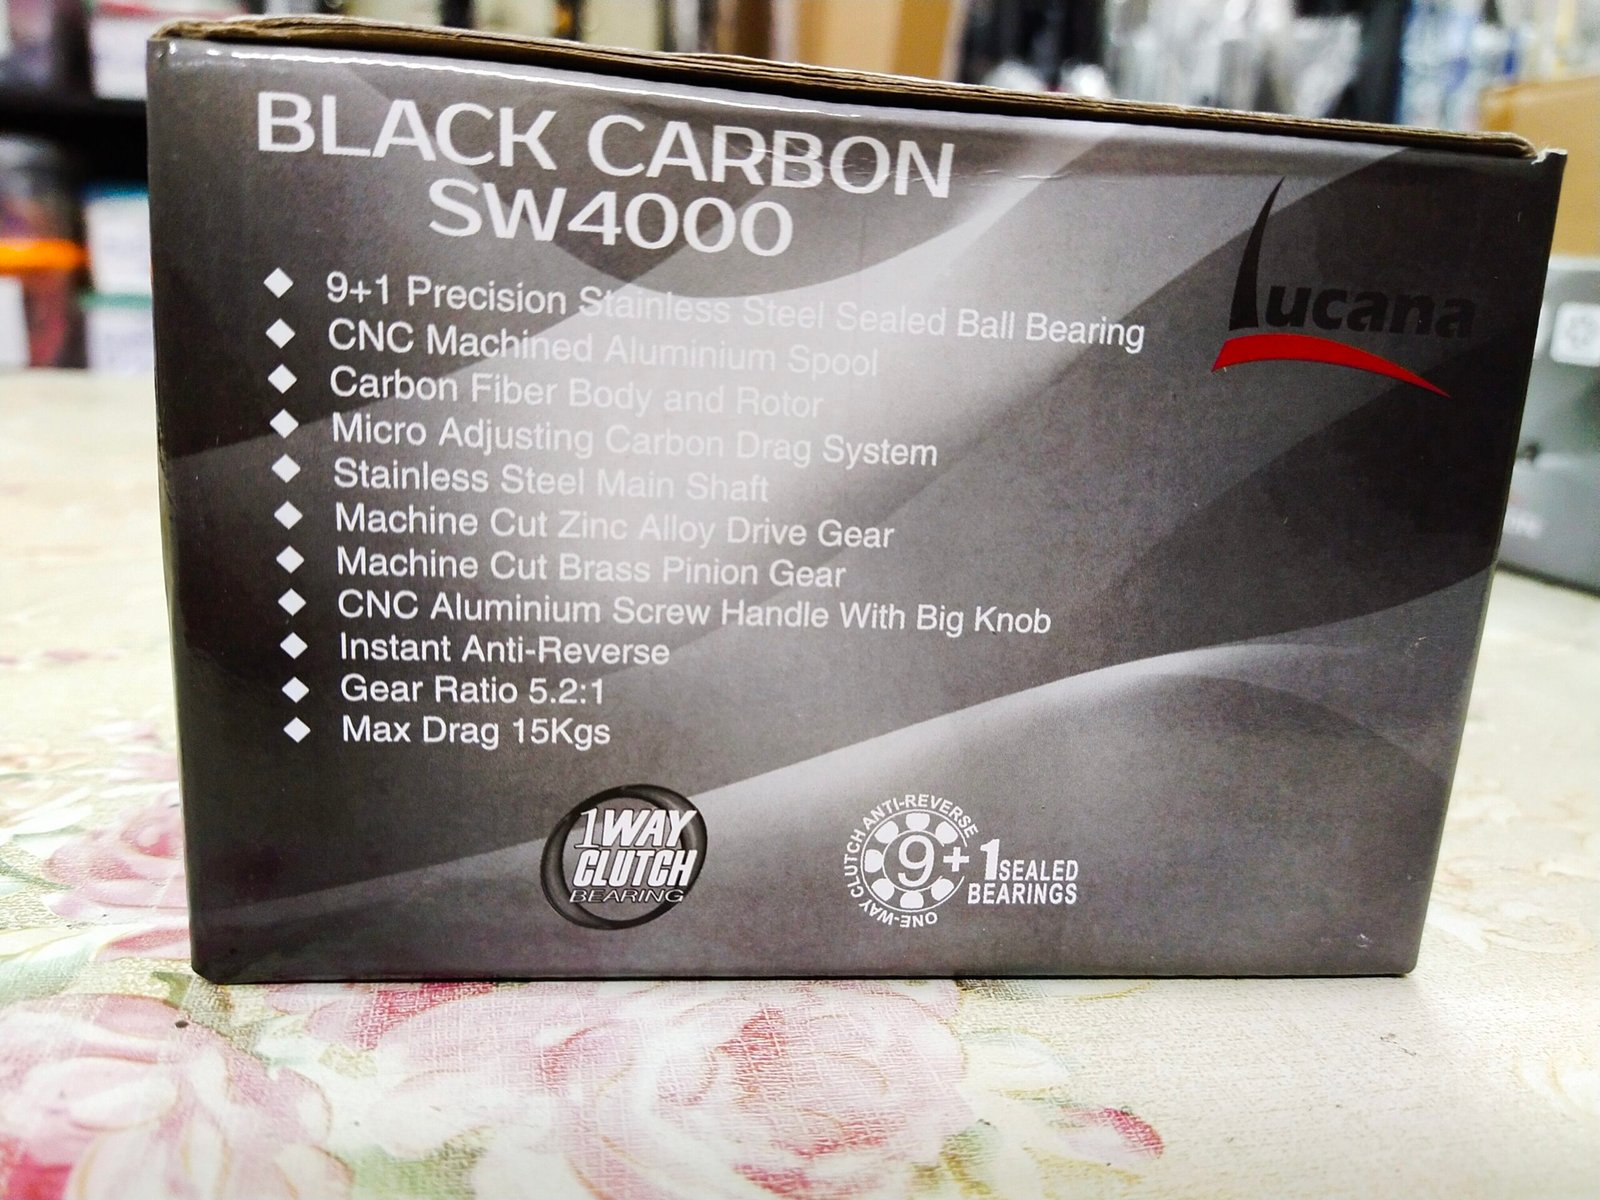 BLACK CARBON
SW4000
Lucana
9+1 Precision Stainless Steel Sealed Ball Bearing
CNC Machined Aluminium Spool
Carbon Fiber Body and Rotor
Micro Adjusting Carbon Drag System
Stainless Steel Main Shaft
Machine Cut Zinc Alloy Drive Gear
Machine Cut Brass Pinion Gear
CNC Aluminium Screw Handle With Big Knob
Instant Anti-Reverse
Gear Ratio 5.2:1
Max Drag 15Kgs
1WAY
CLUTCH
BEARING
ONE-WAY CLUTCH ANTI-REVERSE
9+1 SEALED
BEARINGS